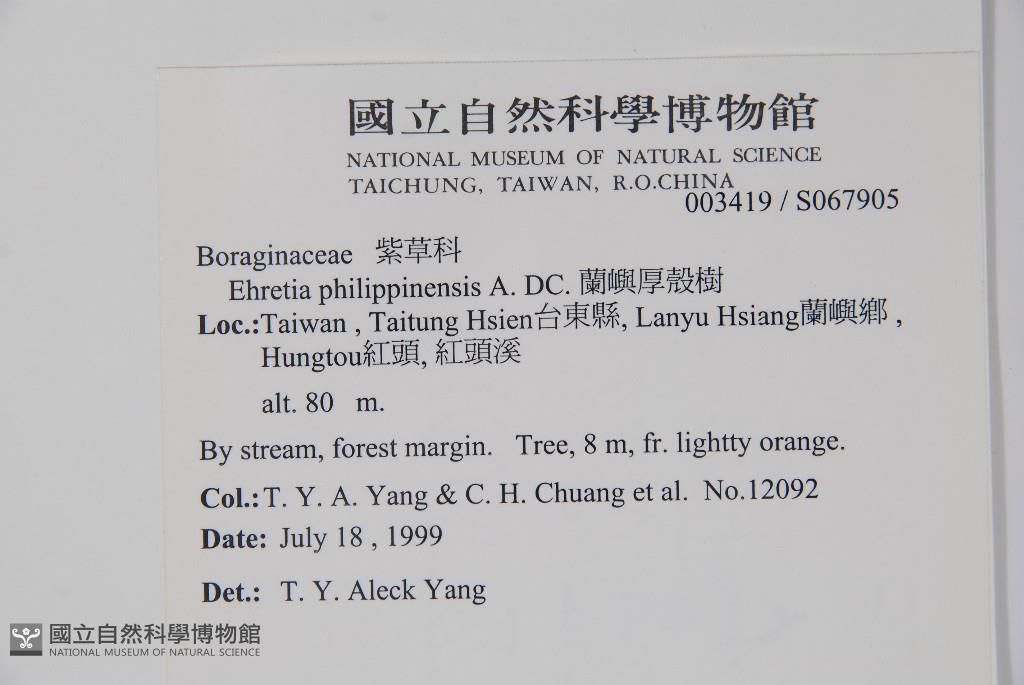 國立自然科學博物館
NATIONAL MUSEUM OF NATURAL SCIENCE
TAICHUNG, TAIWAN, R.O.CHINA
003419 / S067905
Boraginaceae 紫草科
Ehretia philippinensis A. DC. 蘭嶼厚殼樹
Loc.:Taiwan , Taitung Hsien台東縣, Lanyu Hsiang蘭嶼鄉 ,
Hungtou紅頭, 紅頭溪
alt. 80 m.
By stream, forest margin. Tree, 8 m, fr. lightty orange.
Col.: T. Y. A. Yang & C. H. Chuang et al. No.12092
Date: July 18 , 1999
Det.: T. Y. Aleck Yang
國立自然科學博物館
NATIONAL MUSEUM OF NATURAL SCIENCE